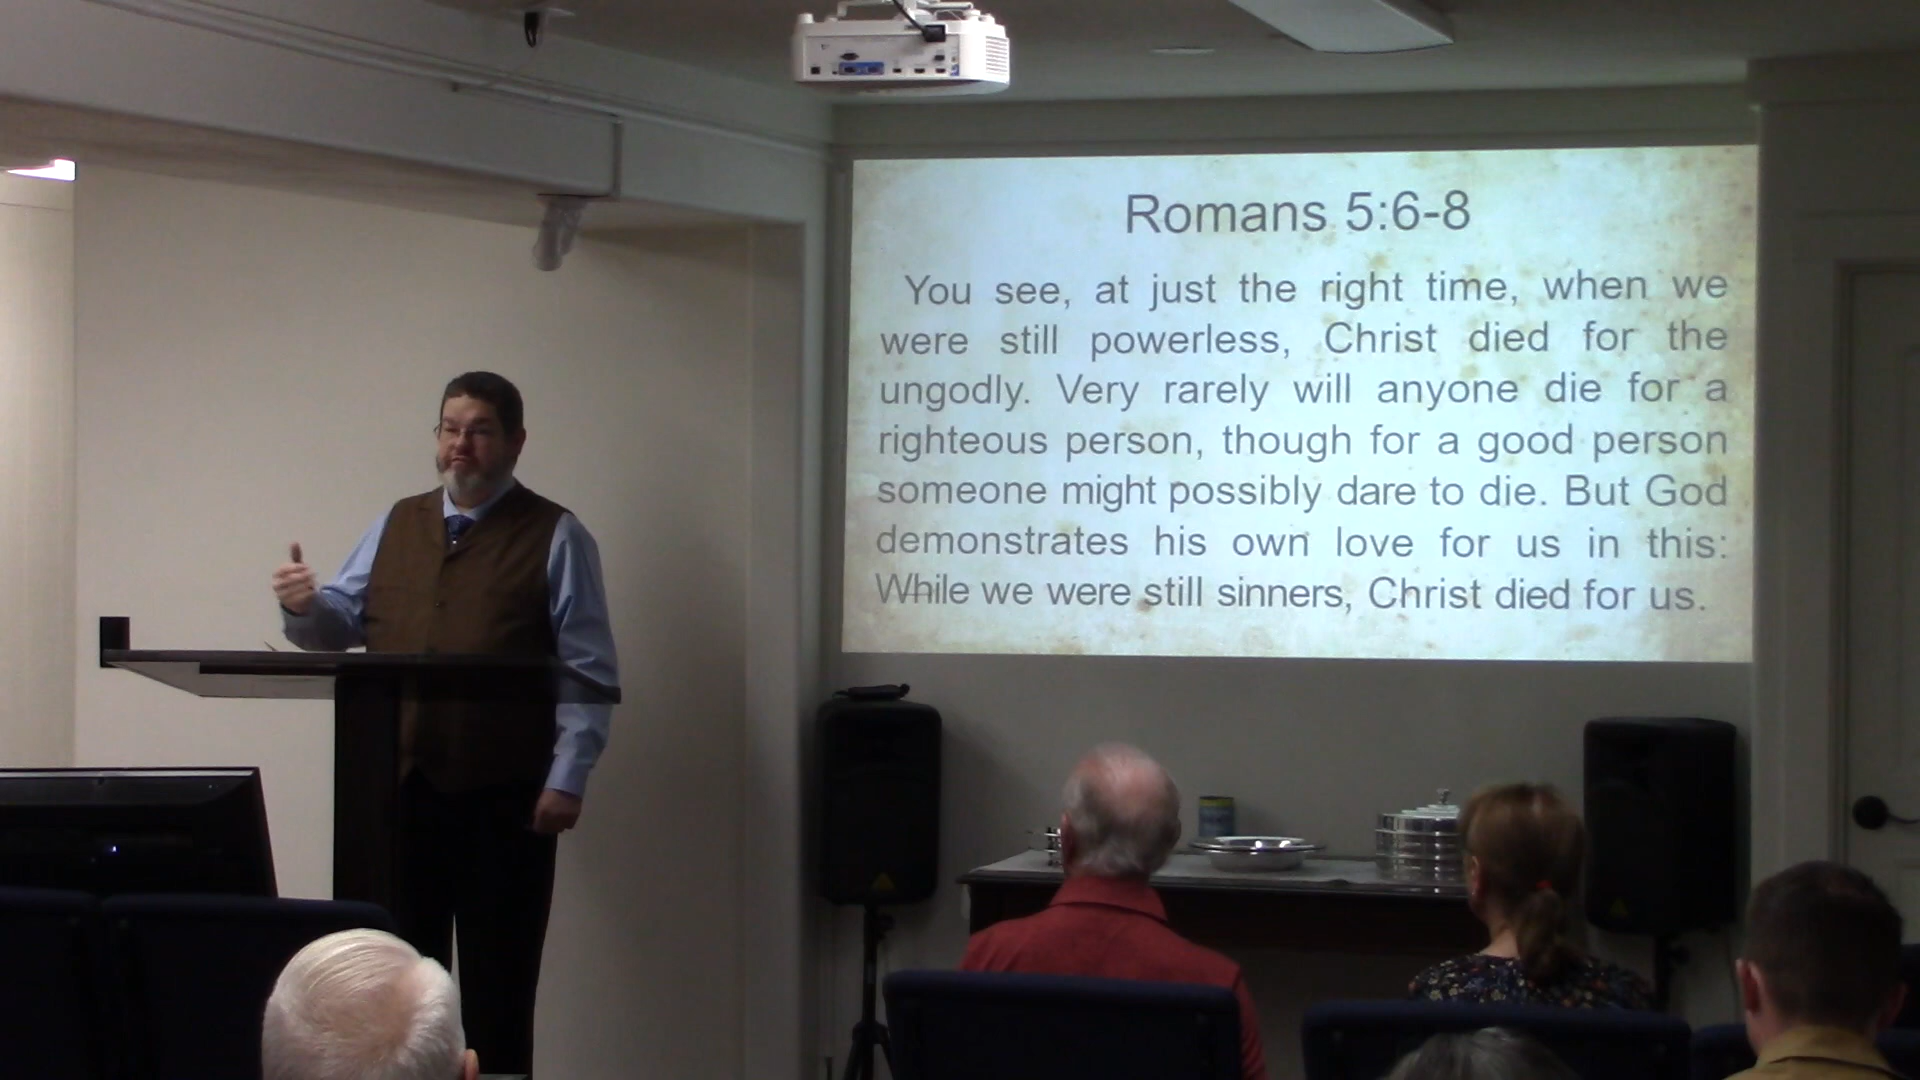 Romans 5:6-8
You see, at just the right time, when we
were still powerless, Christ died for the
ungodly. Very rarely will anyone die for a
righteous person, though for a good person
someone might possibly dare to die. But God
demonstrates his own love for us in this:
While we were still sinners, Christ died for us.